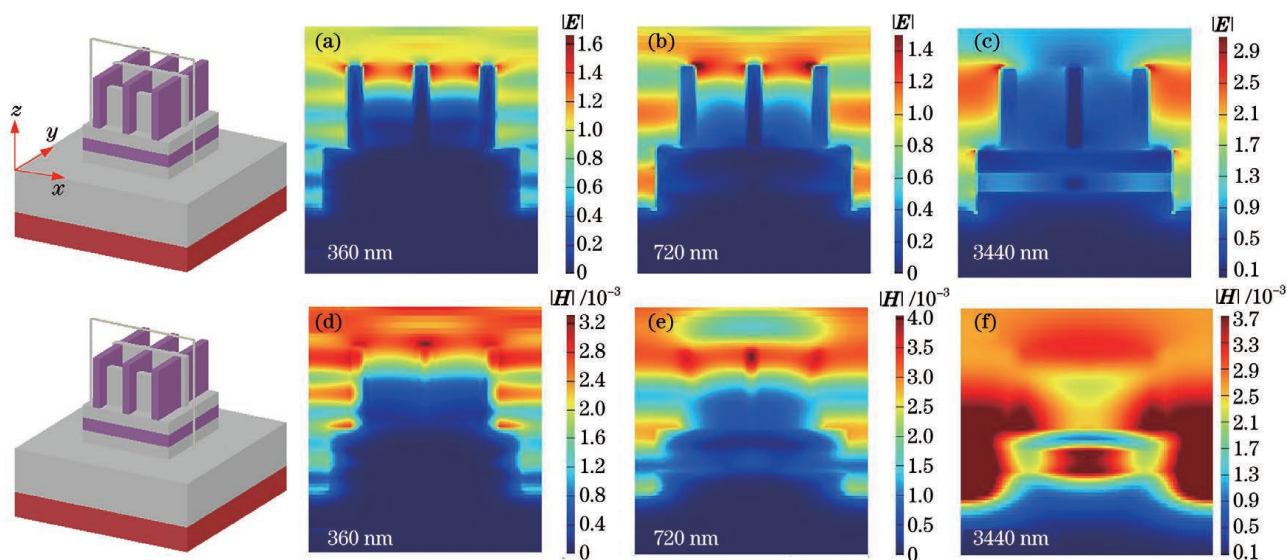 z
y
x
(a)
360 nm
|E|
1.6
1.4
1.2
1.0
0.8
0.6
0.4
0.2
0
(b)
720 nm
|E|
1.4
1.2
1.0
0.8
0.6
0.4
0.2
0
(c)
3440 nm
|E|
2.9
2.5
2.1
1.7
1.3
0.9
0.5
0.1
(d)
360 nm
|H| /10⁻³
3.2
2.8
2.4
2.0
1.6
1.2
0.8
0.4
0
(e)
720 nm
|H| /10⁻³
4.0
3.5
3.0
2.5
2.0
1.5
1.0
0.5
0
(f)
3440 nm
|H| /10⁻³
3.7
3.3
2.9
2.5
2.1
1.7
1.3
0.9
0.5
0.1